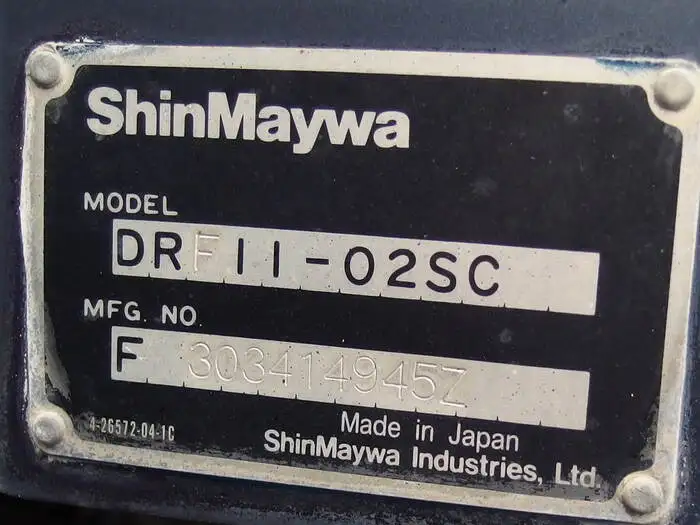 ShinMaywa
MODEL
DRF11-02SC
MFG. NO.
F 303414945Z
4-26572-04-1C
Made in Japan
ShinMaywa Industries, Ltd.